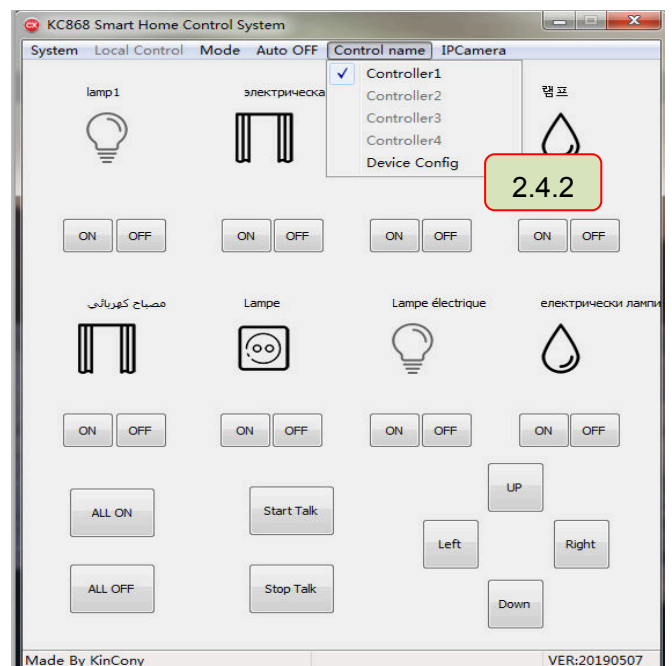 KC868 Smart Home Control System
System Local Control Mode Auto OFF Control name IPCamera
Controller1
Controller2
Controller3
Controller4
Device Config
2.4.2
lamp1
электрическа
램프
ON OFF ON OFF ON OFF ON OFF
مصباح كهربائي
Lampe
Lampe électrique
електрически лампи
ON OFF ON OFF ON OFF ON OFF
ALL ON
Start Talk
UP
Left
Right
ALL OFF
Stop Talk
Down
Made By KinCony
VER:20190507